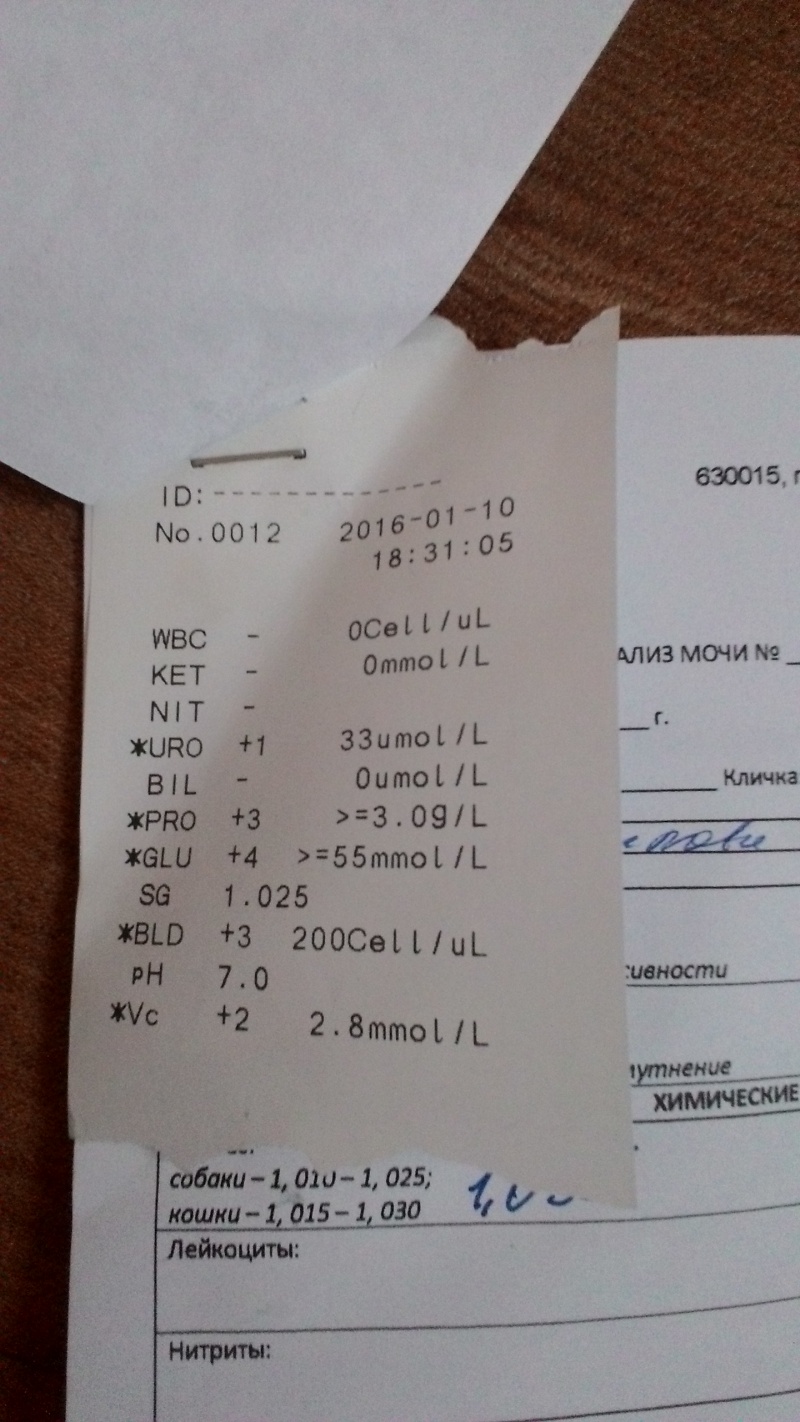 ID:-------------
No.0012 2016-01-10
18:31:05
WBC - 0Cell/uL
KET - 0mmol/L
NIT -
*URO +1 33umol/L
BIL - 0umol/L
*PRO +3 >=3.0g/L
*GLU +4 >=55mmol/L
SG 1.025
*BLD +3 200Cell/uL
pH 7.0
*Vc +2 2.8mmol/L
630015, г
АЛИЗ МОЧИ №
г.
Кличка
ивности
утнение
ХИМИЧЕСКИЕ
собаки – 1, 010 – 1, 025;
кошки – 1, 015 – 1, 030
Лейкоциты:
Нитриты: